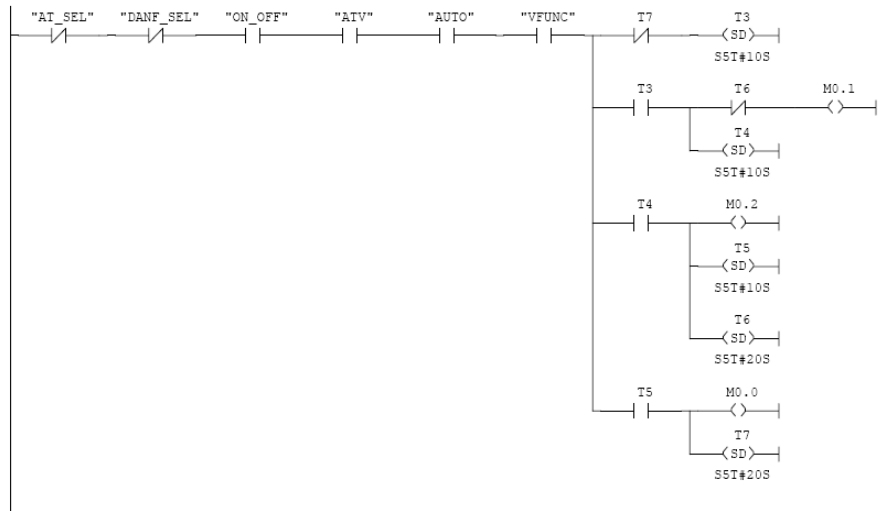 "AT_SEL" "DANF_SEL" "ON_OFF" "ATV" "AUTO" "VFUNC" T7 T3
(SD)
S5T#10S
T3 T6 M0.1
( )
T4
(SD)
S5T#10S
T4 M0.2
( )
T5
(SD)
S5T#10S
T6
(SD)
S5T#20S
T5 M0.0
( )
T7
(SD)
S5T#20S